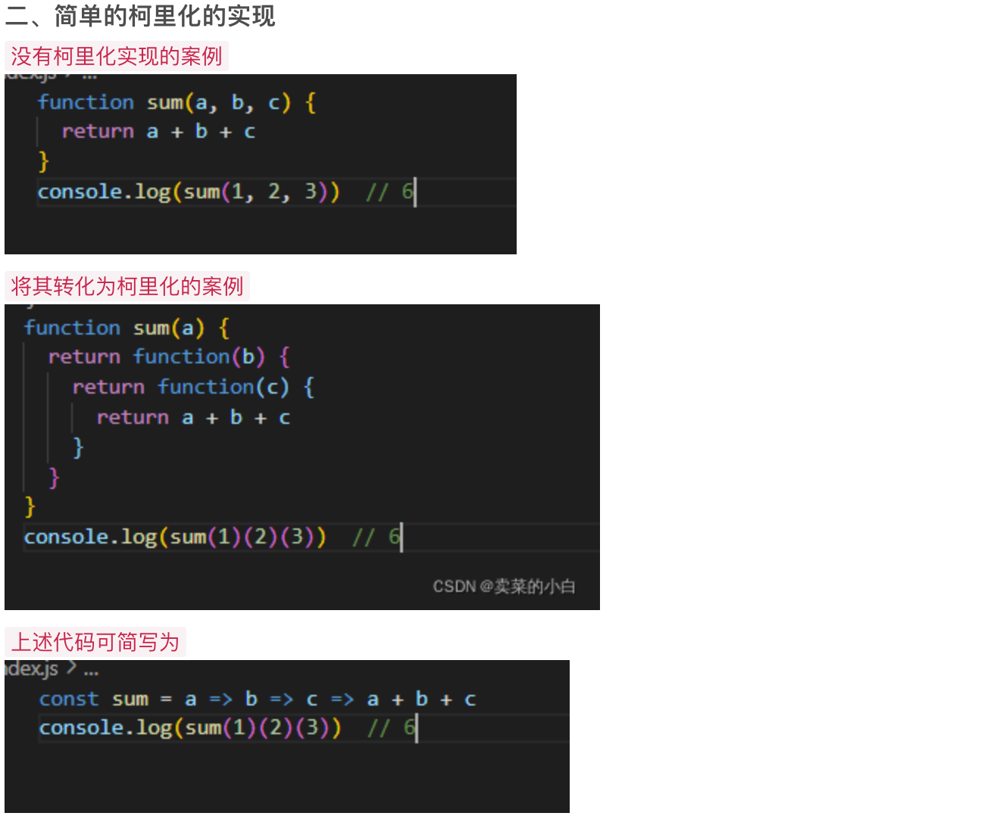 二、简单的柯里化的实现
没有柯里化实现的案例
ndex.js > ...
function sum(a, b, c) {
return a + b + c
}
console.log(sum(1, 2, 3)) // 6
将其转化为柯里化的案例
}
function sum(a) {
return function(b) {
return function(c) {
return a + b + c
}
}
}
console.log(sum(1)(2)(3)) // 6
CSDN @卖菜的小白
上述代码可简写为
ndex.js > ...
const sum = a => b => c => a + b + c
console.log(sum(1)(2)(3)) // 6